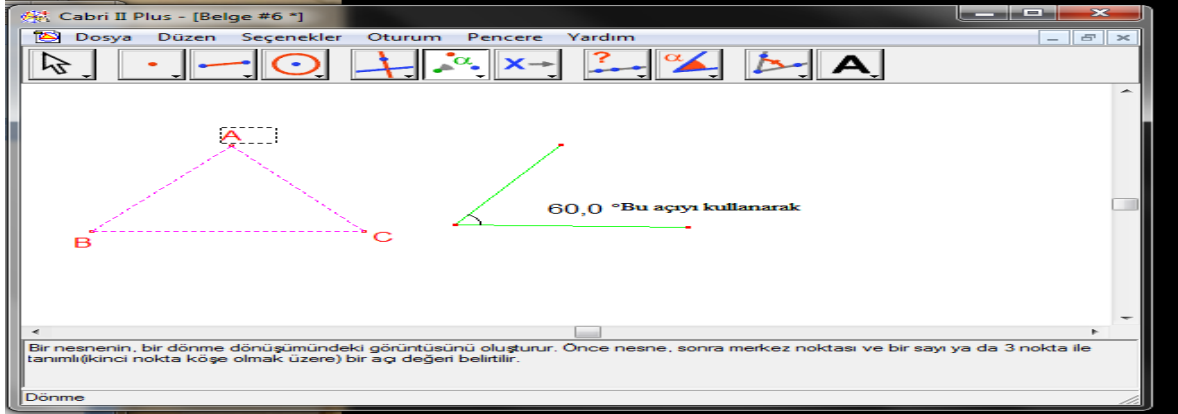 Cabri II Plus - [Belge #6 *]
Dosya Düzen Seçenekler Oturum Pencere Yardım
α X ? α A
A
60,0 °Bu açıyı kullanarak
B C
Bir nesnenin, bir dönme dönüşümündeki görüntüsünü oluşturur. Önce nesne, sonra merkez noktası ve bir sayı ya da 3 nokta ile
tanımlı(ikinci nokta köşe olmak üzere) bir açı değeri belirtilir.
Dönme